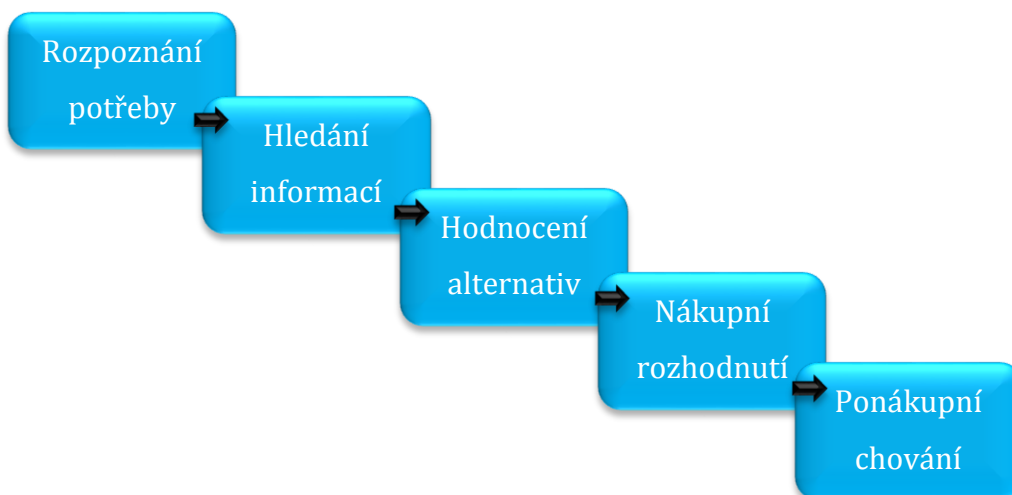 Rozpoznání
potřeby
Hledání
informací
Hodnocení
alternativ
Nákupní
rozhodnutí
Ponákupní
chování